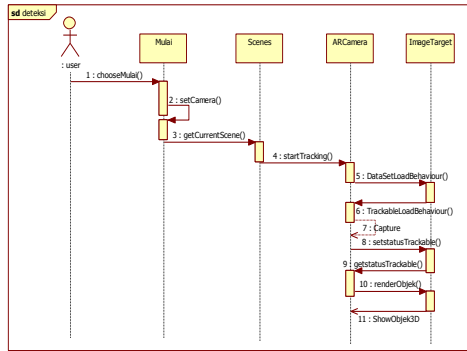 sd deteksi
Mulai
Scenes
ARCamera
ImageTarget
: user
1 : chooseMulai()
2 : setCamera()
3 : getCurrentScene()
4 : startTracking()
5 : DataSetLoadBehaviour()
6 : TrackableLoadBehaviour()
7 : Capture
8 : setstatusTrackable()
9 : getstatusTrackable()
10 : renderObjek()
11 : ShowObjek3D